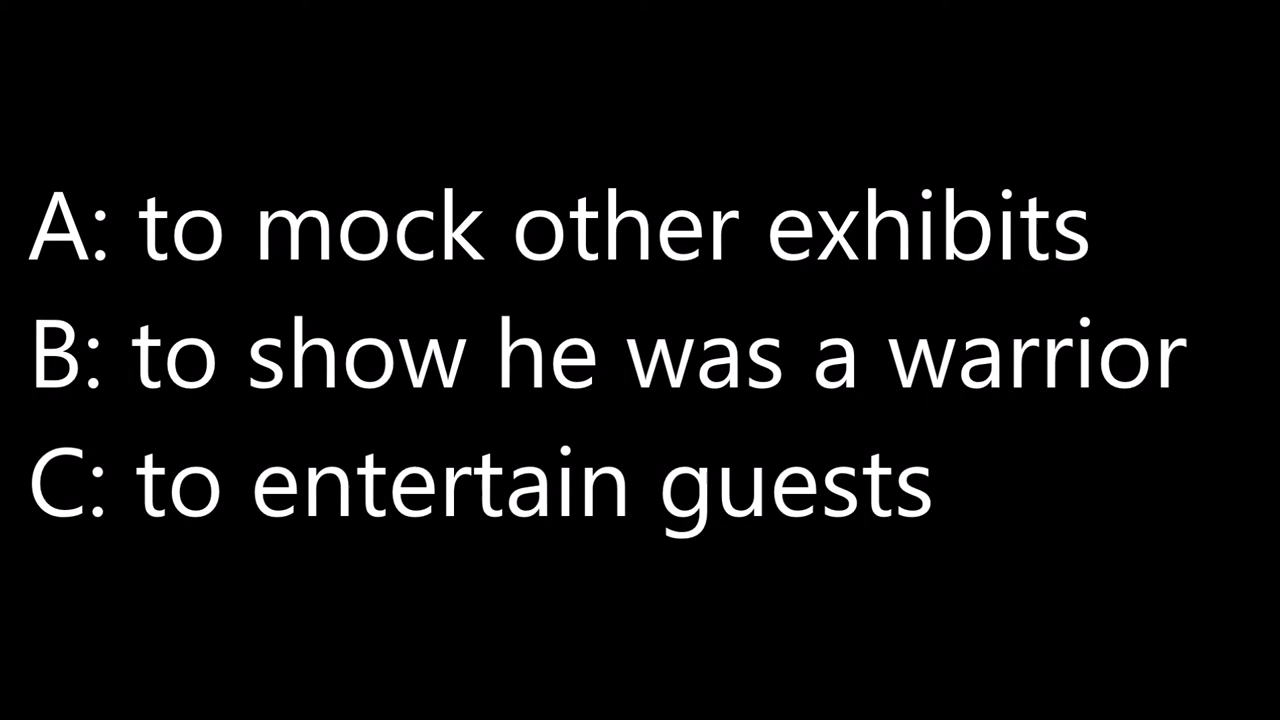 A: to mock other exhibits
B: to show he was a warrior
C: to entertain guests